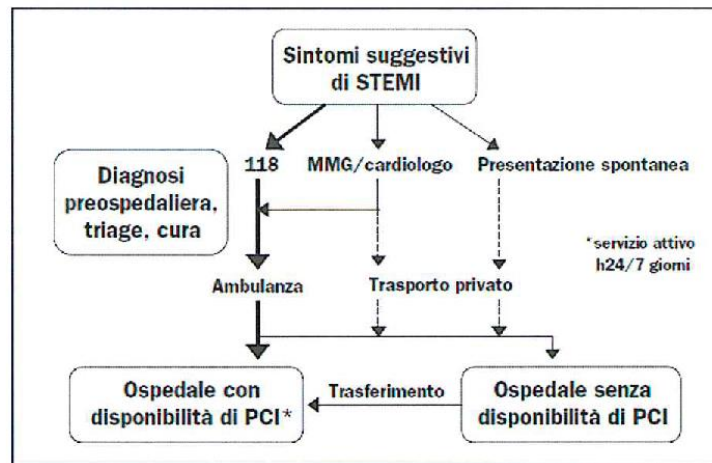 Sintomi suggestivi
di STEMI
118
MMG/cardiologo
Presentazione spontanea
Diagnosi
preospedaliera,
triage, cura
*servizio attivo
h24/7 giorni
Ambulanza
Trasporto privato
Ospedale con
disponibilità di PCI*
Trasferimento
Ospedale senza
disponibilità di PCI